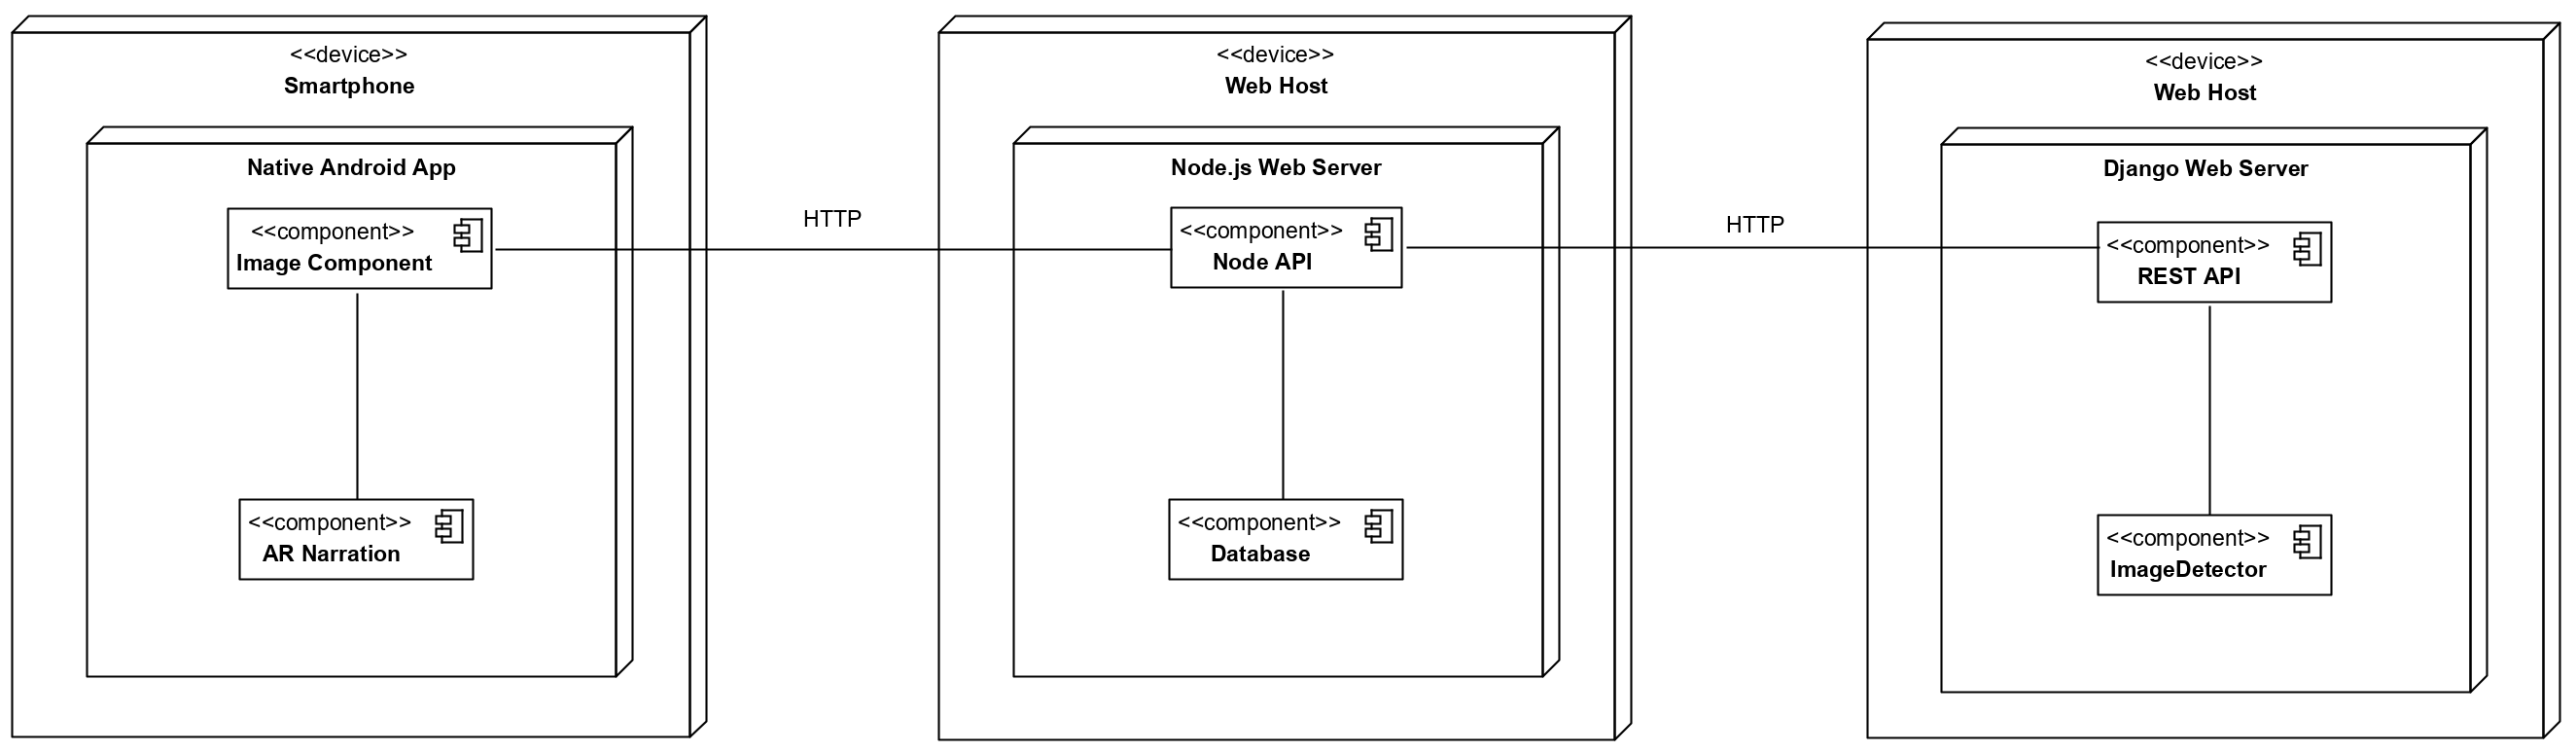 <<device>>
Smartphone
Native Android App
<<component>>
Image Component
<<component>>
AR Narration
HTTP
<<device>>
Web Host
Node.js Web Server
<<component>>
Node API
<<component>>
Database
HTTP
<<device>>
Web Host
Django Web Server
<<component>>
REST API
<<component>>
ImageDetector